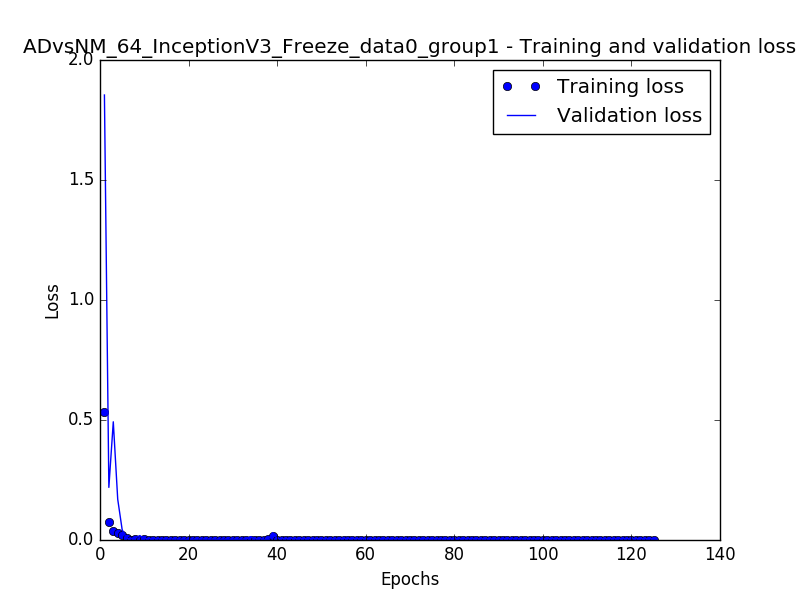 ADvsNM_64_InceptionV3_Freeze_data0_group1 - Training and validation loss
2.0
Training loss
Validation loss
1.5
1.0
Loss
0.5
0.0
0 20 40 60 80 100 120 140
Epochs